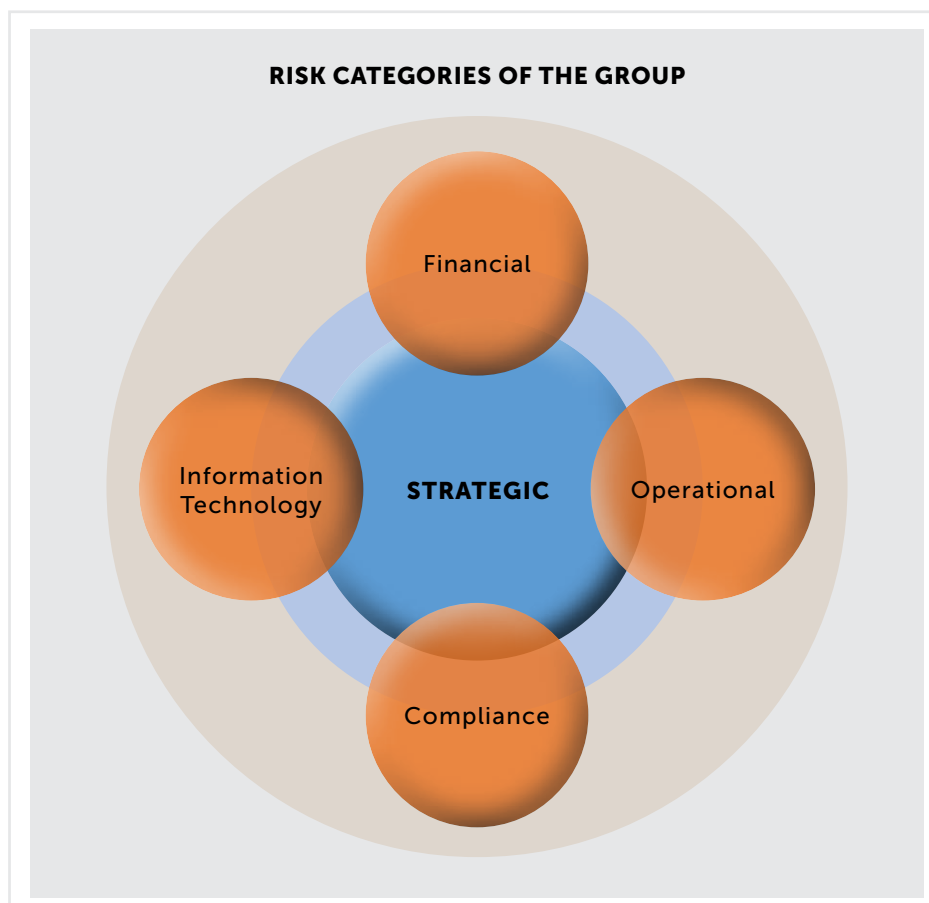 RISK CATEGORIES OF THE GROUP
Financial
Information
Technology
STRATEGIC
Operational
Compliance